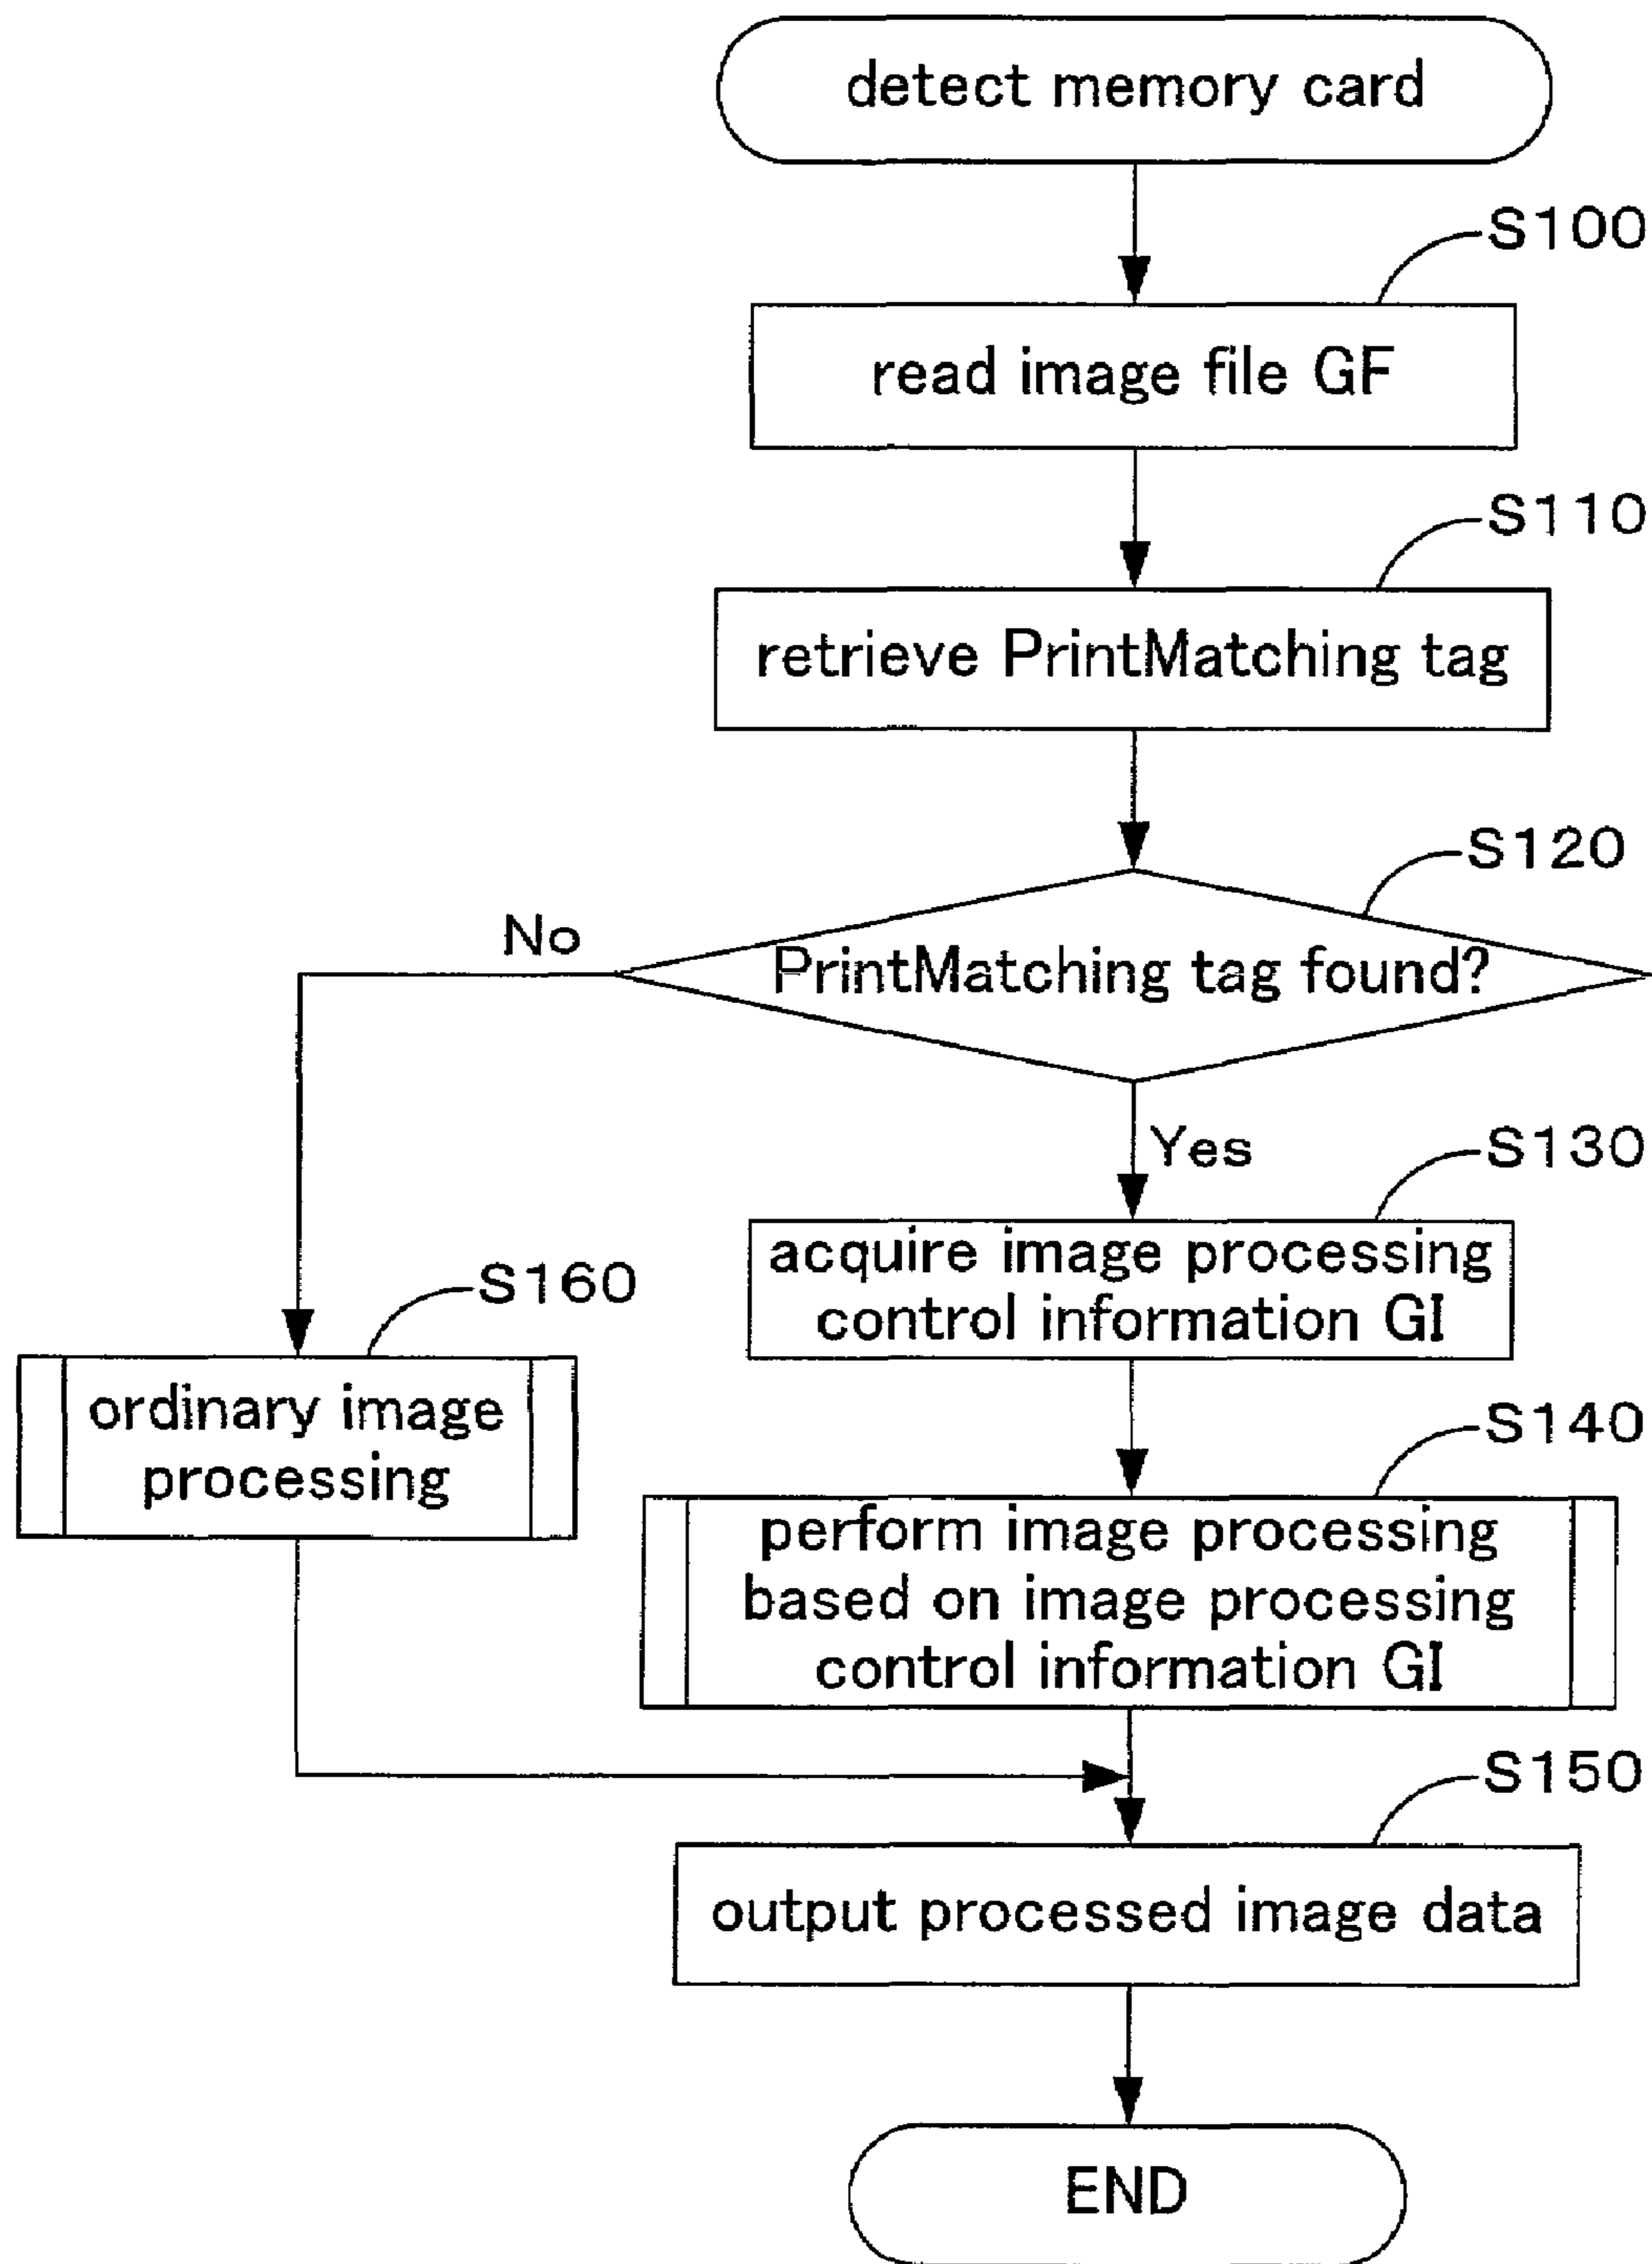 detect memory card
S100
read image file GF
S110
retrieve PrintMatching tag
S120
No
PrintMatching tag found?
Yes
S130
acquire image processing
control information GI
S160
ordinary image
processing
S140
perform image processing
based on image processing
control information GI
S150
output processed image data
END